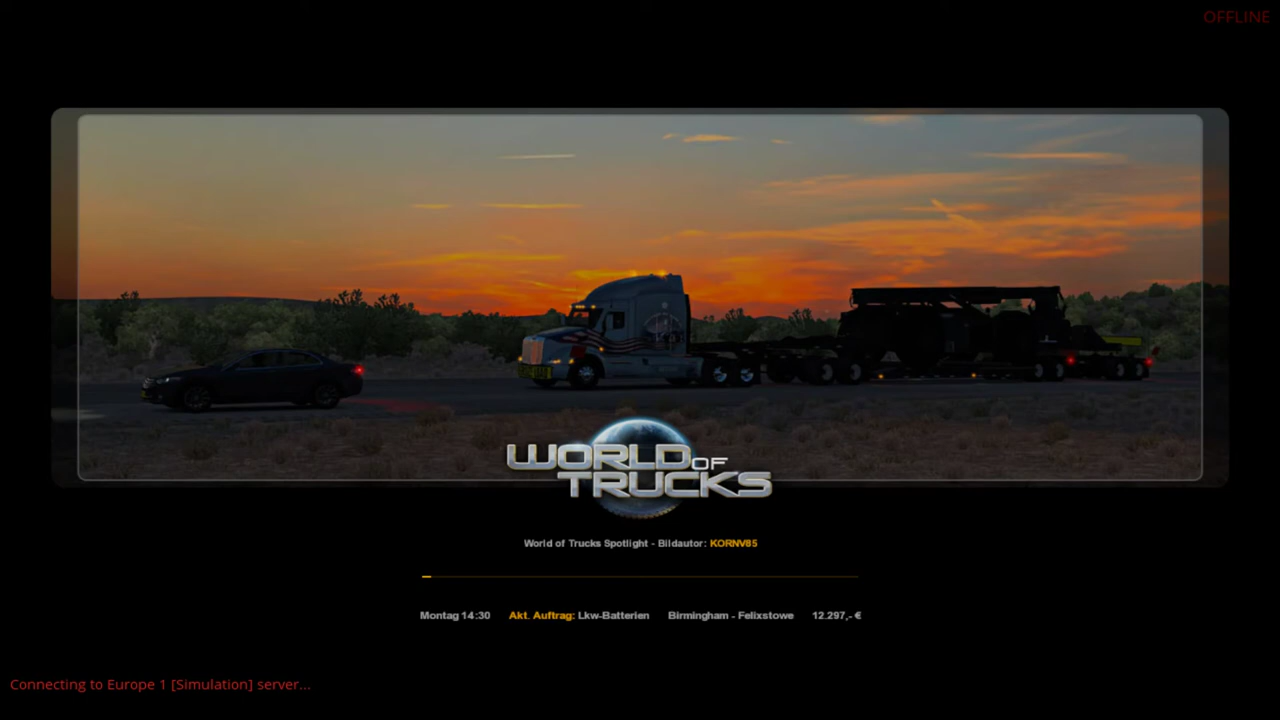 OFFLINE
WORLD OF
TRUCKS
World of Trucks Spotlight - Bildautor: KORNV85
Montag 14:30 Akt. Auftrag: Lkw-Batterien Birmingham - Felixstowe 12.297,- €
Connecting to Europe 1 [Simulation] server...